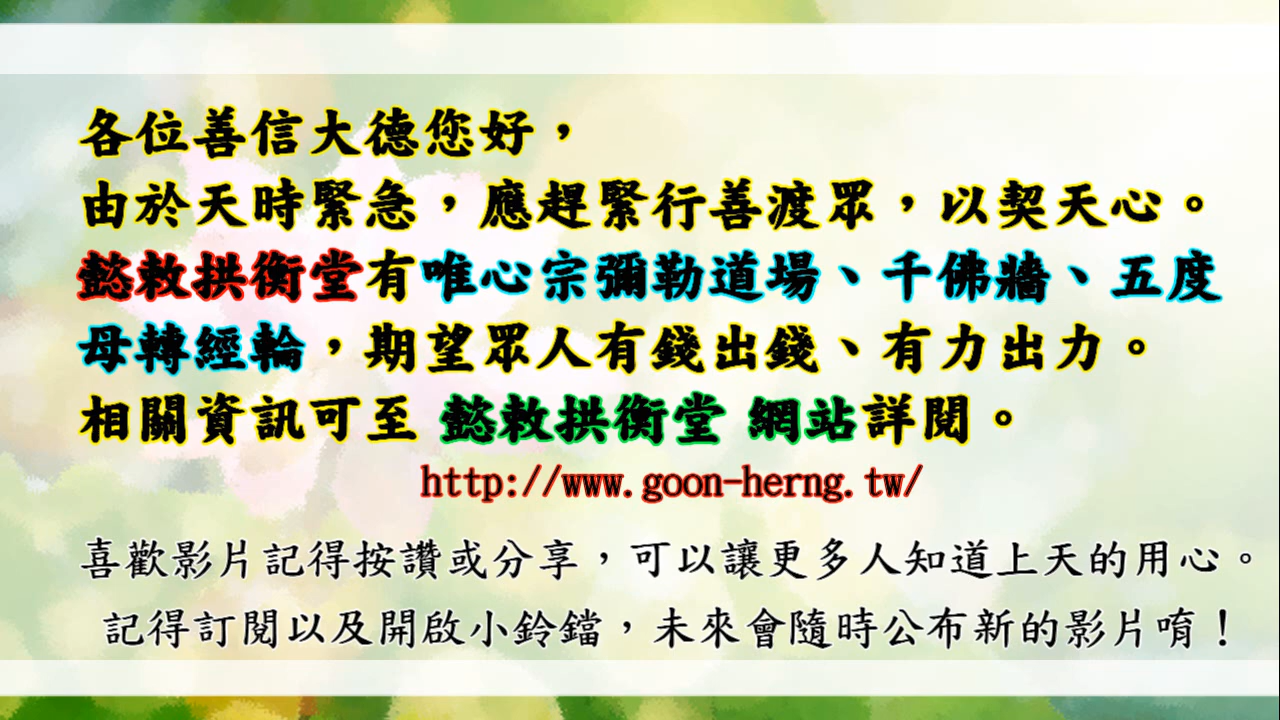 各位善信大德您好，
由於天時緊急，應趕緊行善渡眾，以契天心。
懿敕拱衡堂有唯心宗彌勒道場、千佛牆、五度
母轉經輪，期望眾人有錢出錢、有力出力。
相關資訊可至 懿敕拱衡堂 網站詳閱。
http://www.goon-herng.tw/
喜歡影片記得按讚或分享，可以讓更多人知道上天的用心。
記得訂閱以及開啟小鈴鐺，未來會隨時公布新的影片唷！